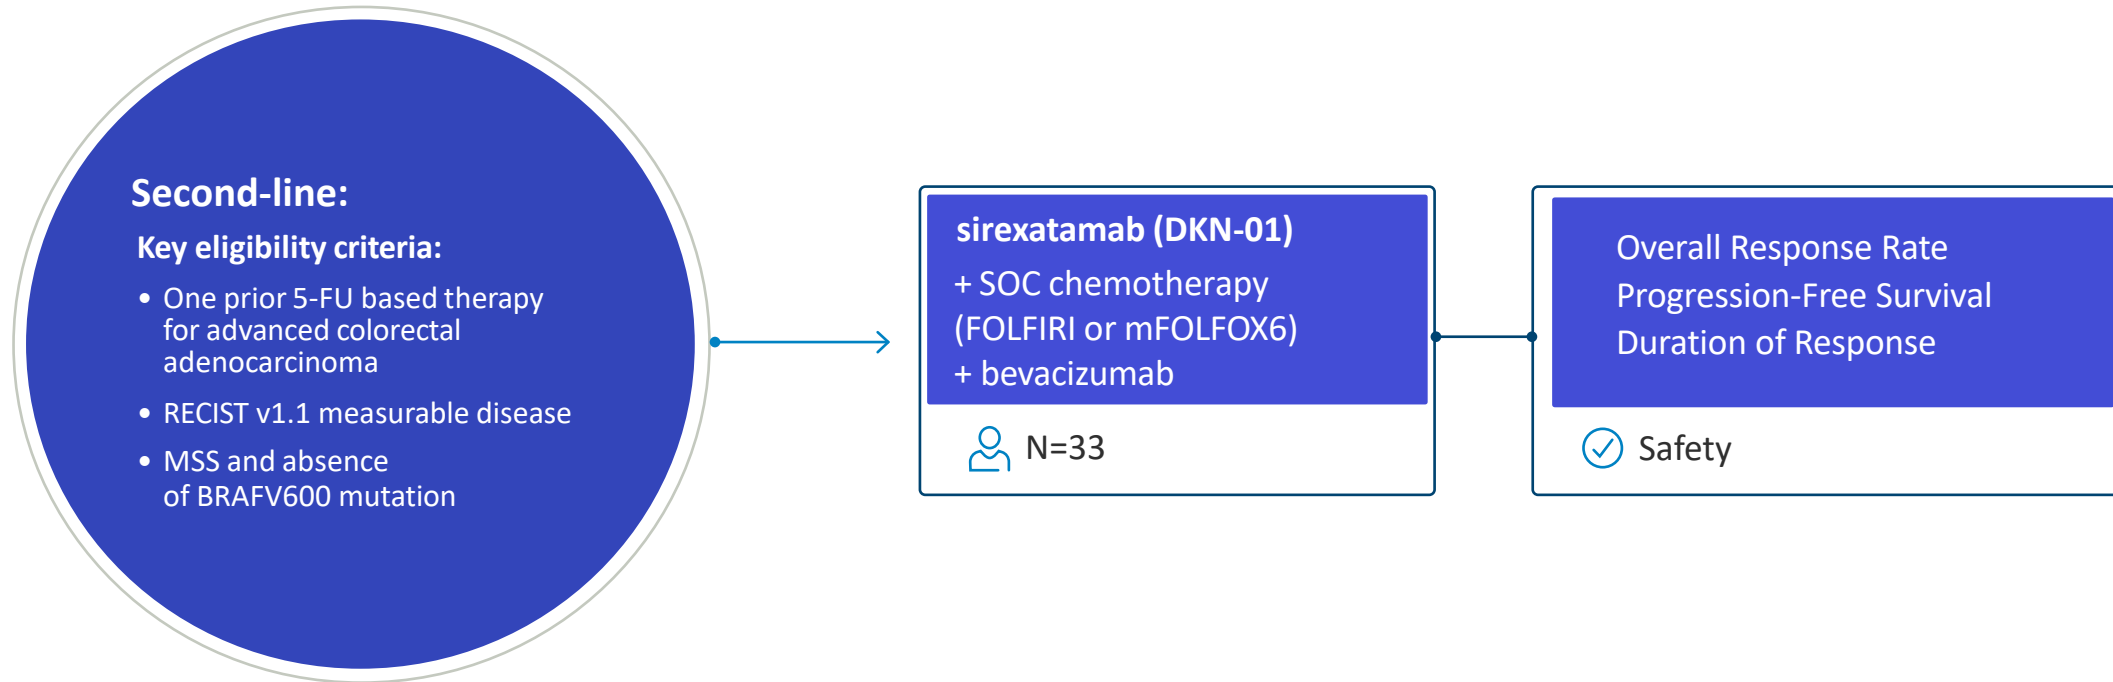 Second-line:
Key eligibility criteria:
• One prior 5-FU based therapy
for advanced colorectal
adenocarcinoma
• RECIST v1.1 measurable disease
• MSS and absence
of BRAFV600 mutation
sirexatamab (DKN-01)
+ SOC chemotherapy
(FOLFIRI or mFOLFOX6)
+ bevacizumab
N=33
Overall Response Rate
Progression-Free Survival
Duration of Response
Safety